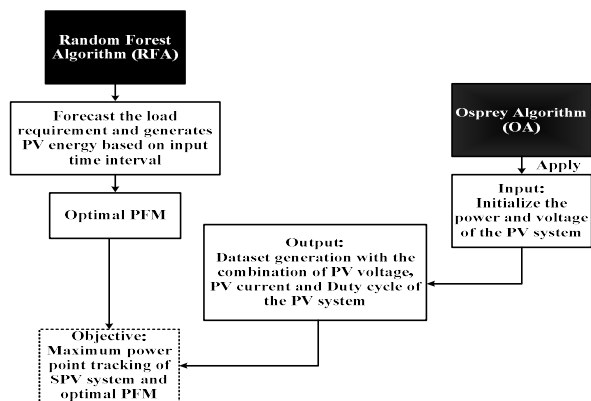 Random Forest
Algorithm (RFA)
Forecast the load
requirement and generates
PV energy based on input
time interval
Optimal PFM
Osprey Algorithm
(OA)
Apply
Input:
Initialize the
power and voltage
of the PV system
Output:
Dataset generation with the
combination of PV voltage,
PV current and Duty cycle of
the PV system
Objective:
Maximum power
point tracking of
SPV system and
optimal PFM